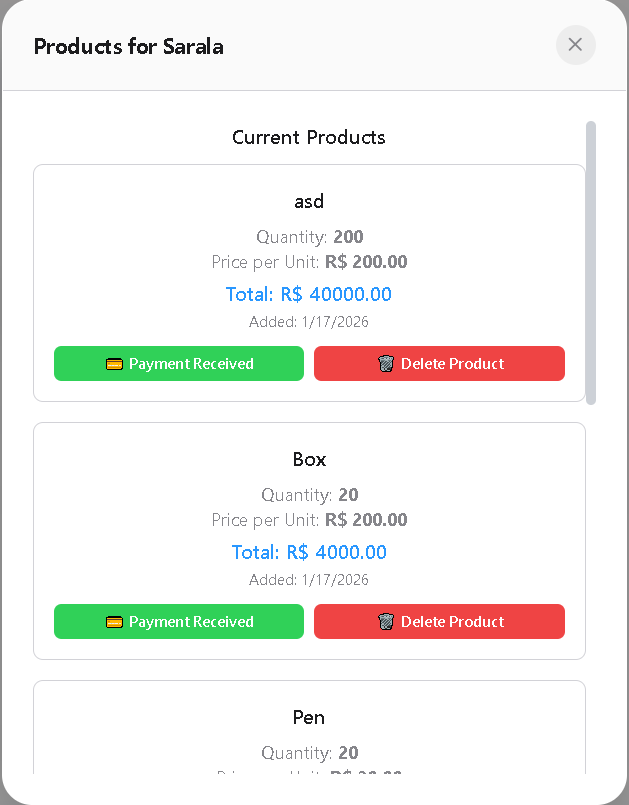 Products for Sarala
Current Products
asd
Quantity: 200
Price per Unit: R$ 200.00
Total: R$ 40000.00
Added: 1/17/2026
Payment Received
Delete Product
Box
Quantity: 20
Price per Unit: R$ 200.00
Total: R$ 4000.00
Added: 1/17/2026
Payment Received
Delete Product
Pen
Quantity: 20